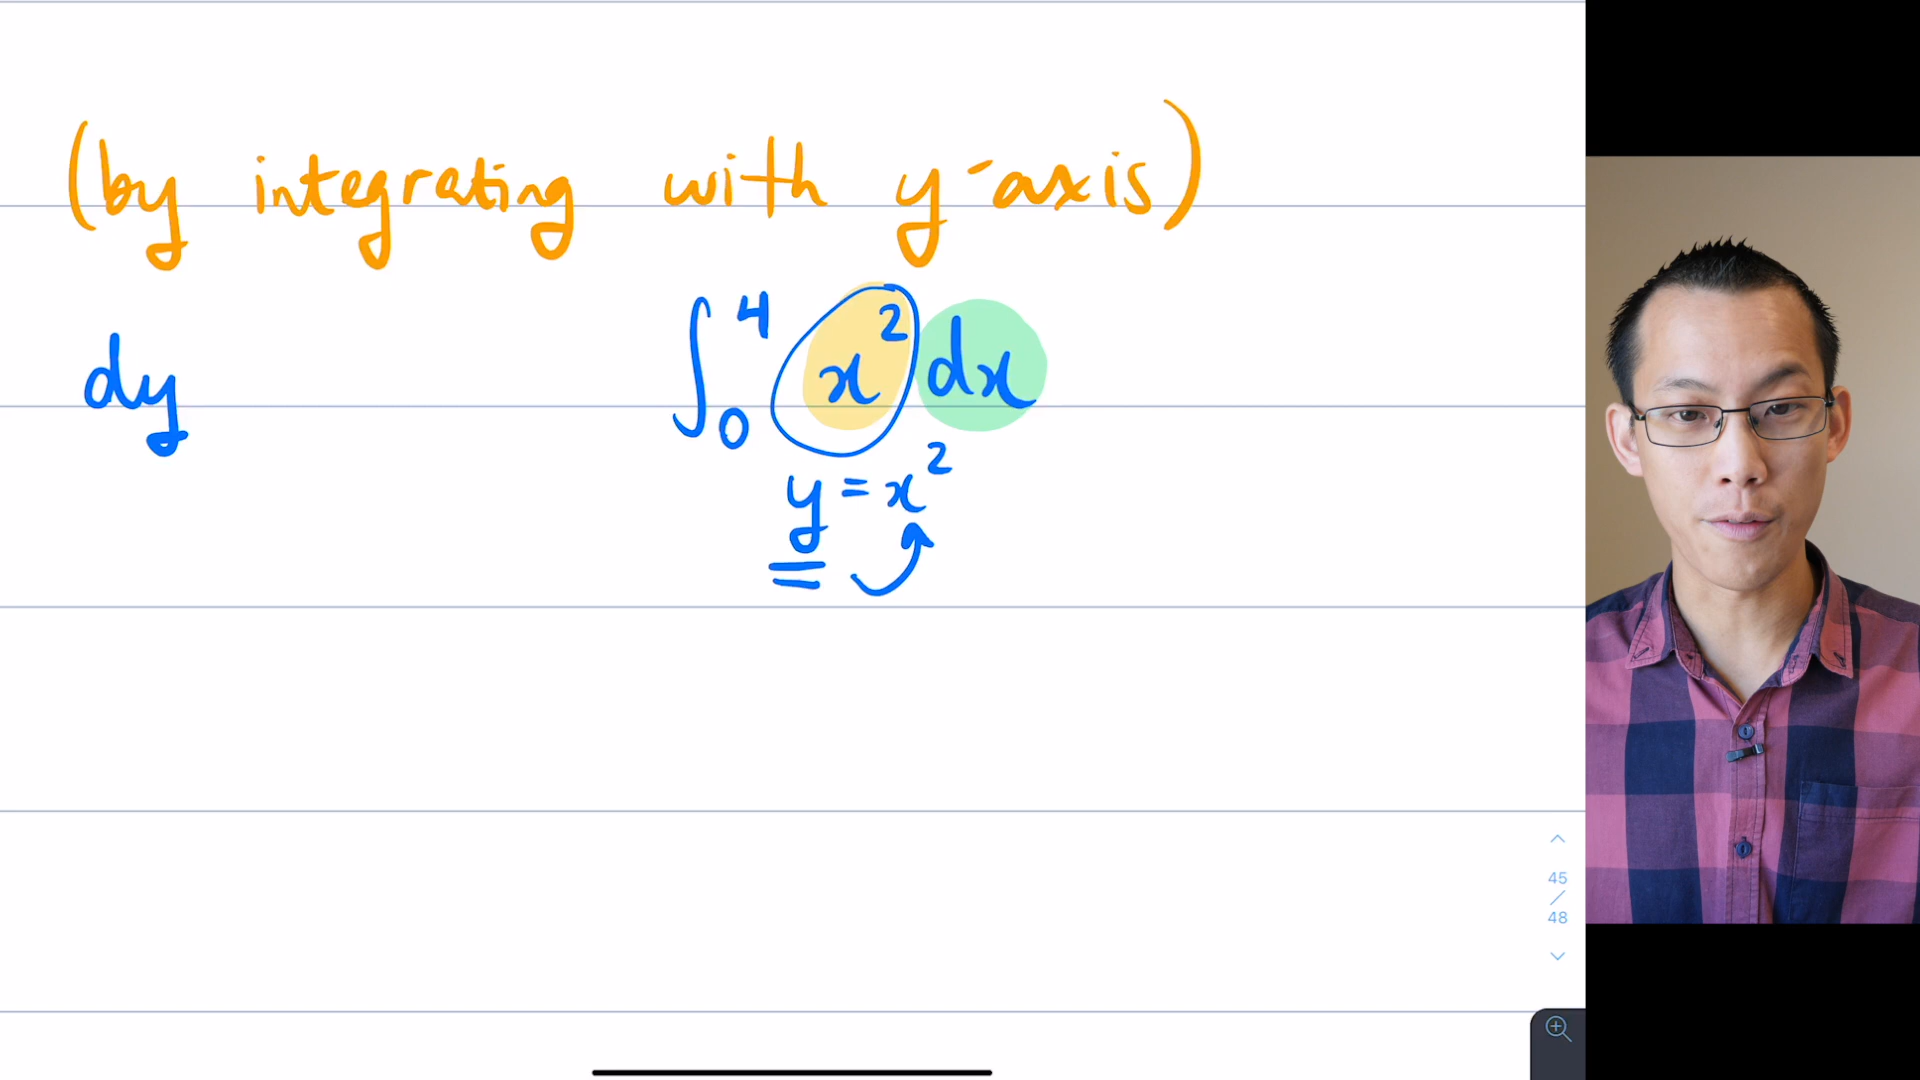 (by integrating with y-axis)
dy
∫₀⁴ x² dx
y = x²
45
/
48